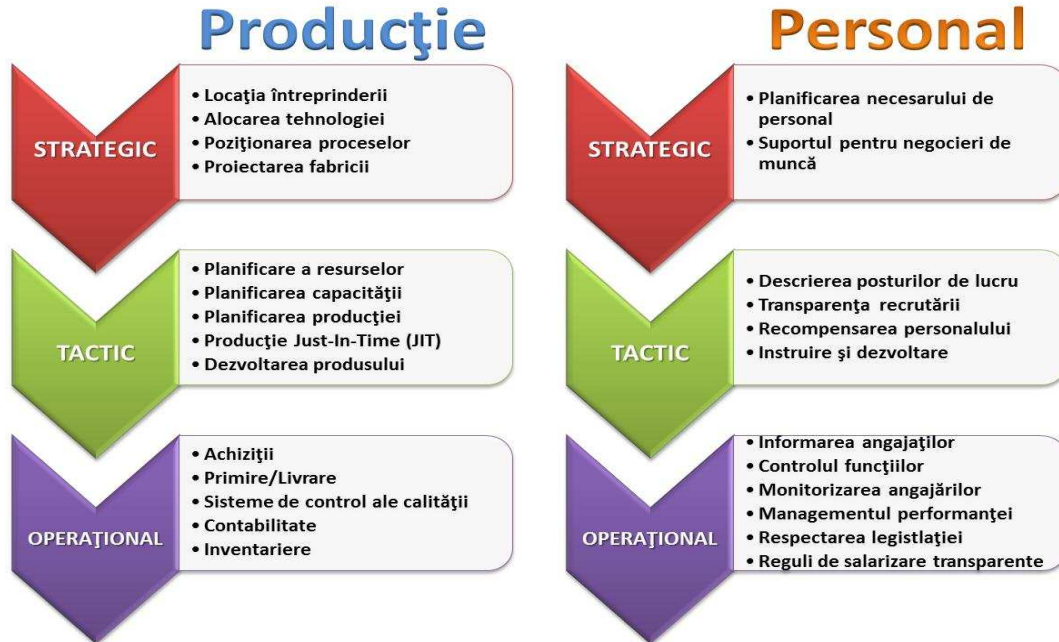 Producţie
STRATEGIC
• Locaţia întreprinderii
• Alocarea tehnologiei
• Poziţionarea proceselor
• Proiectarea fabricii
TACTIC
• Planificare a resurselor
• Planificarea capacităţii
• Planificarea producţiei
• Producţie Just-In-Time (JIT)
• Dezvoltarea produsului
OPERAŢIONAL
• Achiziţii
• Primire/Livrare
• Sisteme de control ale calităţii
• Contabilitate
• Inventariere
Personal
STRATEGIC
• Planificarea necesarului de
personal
• Suportul pentru negocieri de
muncă
TACTIC
• Descrierea posturilor de lucru
• Transparenţa recrutării
• Recompensarea personalului
• Instruire şi dezvoltare
OPERAŢIONAL
• Informarea angajaţilor
• Controlul funcţiilor
• Monitorizarea angajărilor
• Managementul performanţei
• Respectarea legistlaţiei
• Reguli de salarizare transparente